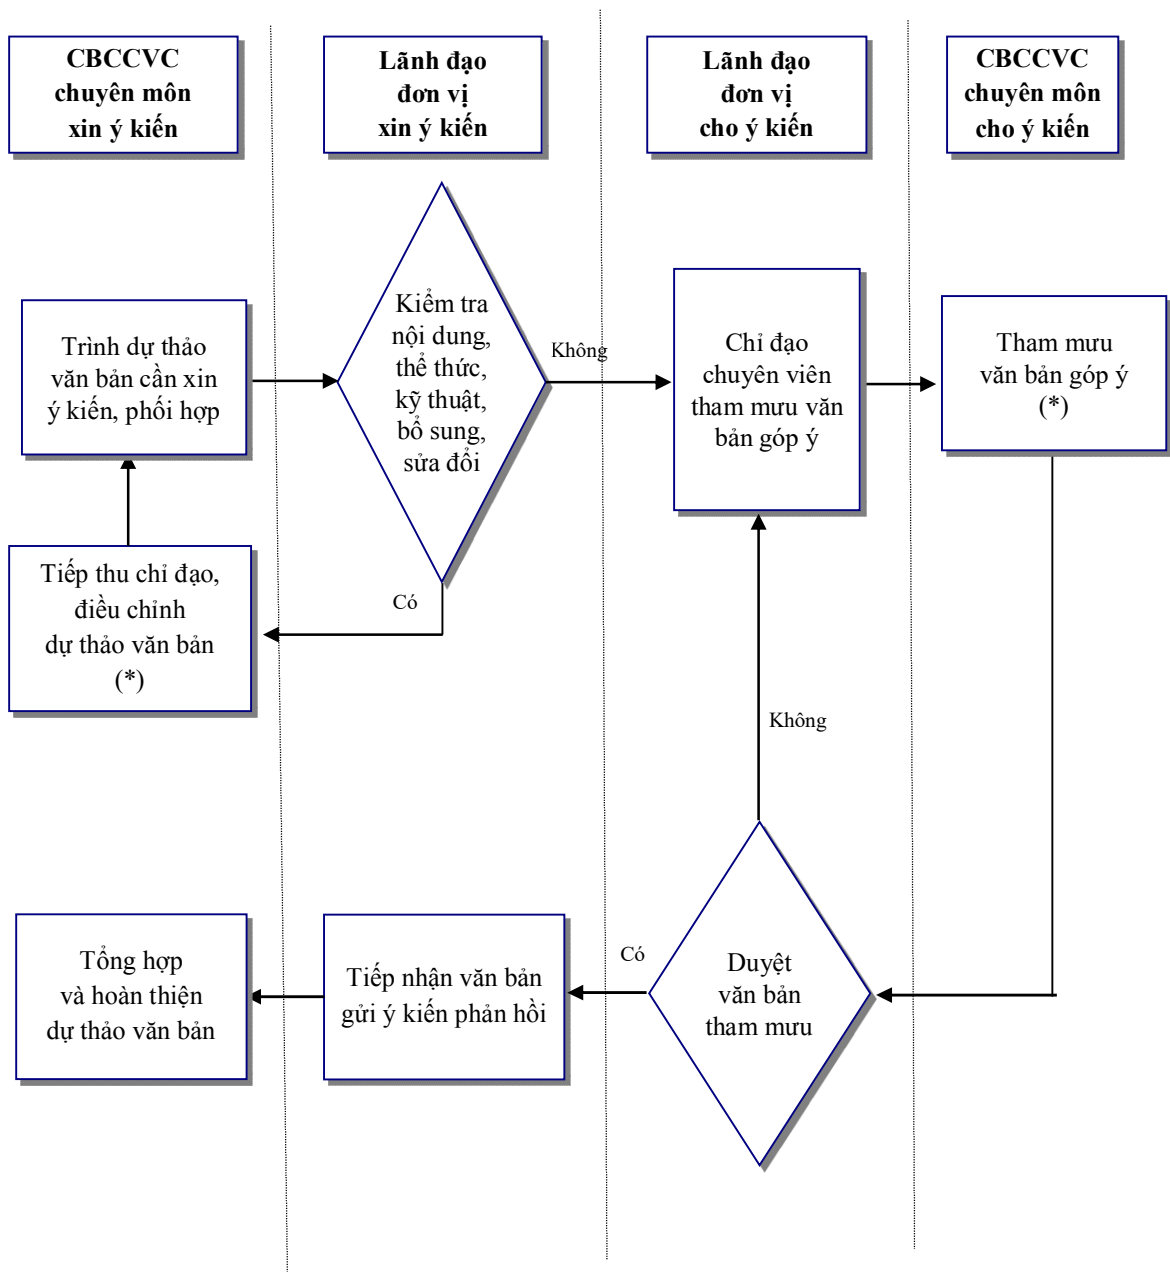 CBCCVC
chuyên môn
xin ý kiến
Lãnh đạo
đơn vị
xin ý kiến
Lãnh đạo
đơn vị
cho ý kiến
CBCCVC
chuyên môn
cho ý kiến
Trình dự thảo
văn bản cần xin
ý kiến, phối hợp
Kiểm tra
nội dung,
thể thức,
kỹ thuật,
bổ sung,
sửa đổi
Không
Chỉ đạo
chuyên viên
tham mưu văn
bản góp ý
Tham mưu
văn bản góp ý
(*)
Tiếp thu chỉ đạo,
điều chỉnh
dự thảo văn bản
(*)
Có
Không
Tổng hợp
và hoàn thiện
dự thảo văn bản
Tiếp nhận văn bản
gửi ý kiến phản hồi
Có
Duyệt
văn bản
tham mưu